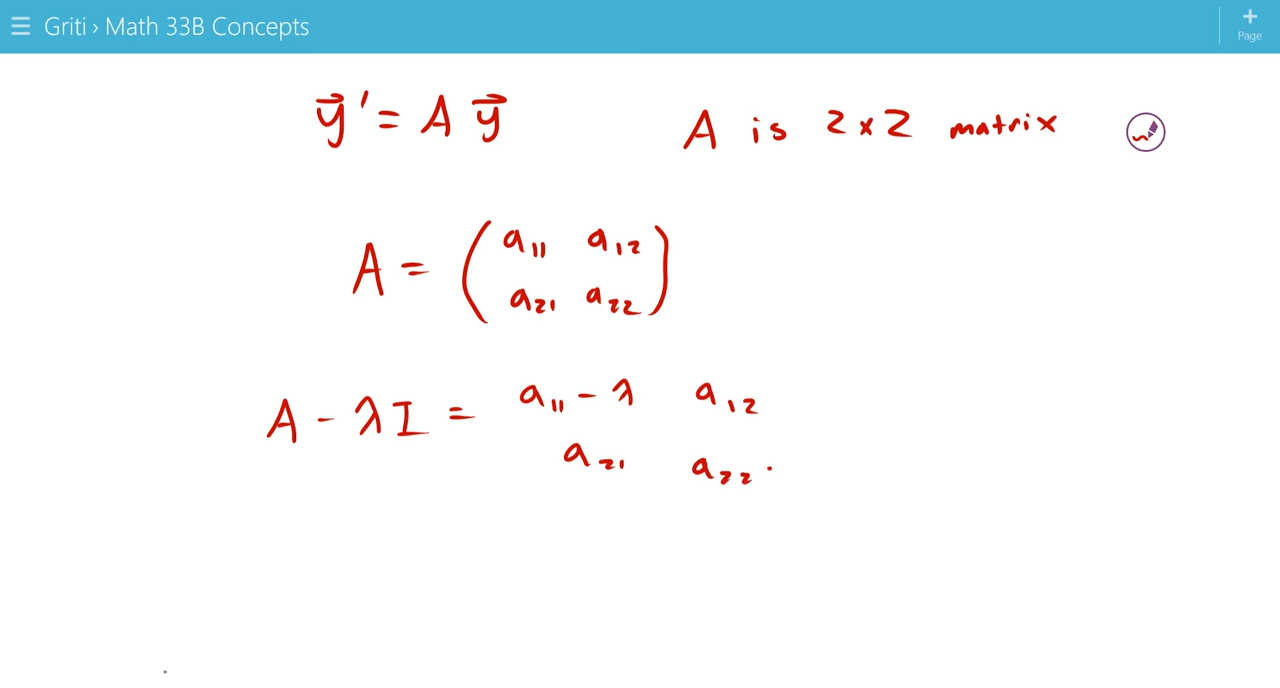 Griti › Math 33B Concepts
Page
y⃗' = A y⃗ A is 2 x 2 matrix
A = ( a₁₁ a₁₂
a₂₁ a₂₂ )
A - λI = a₁₁ - λ a₁₂
a₂₁ a₂₂ ·